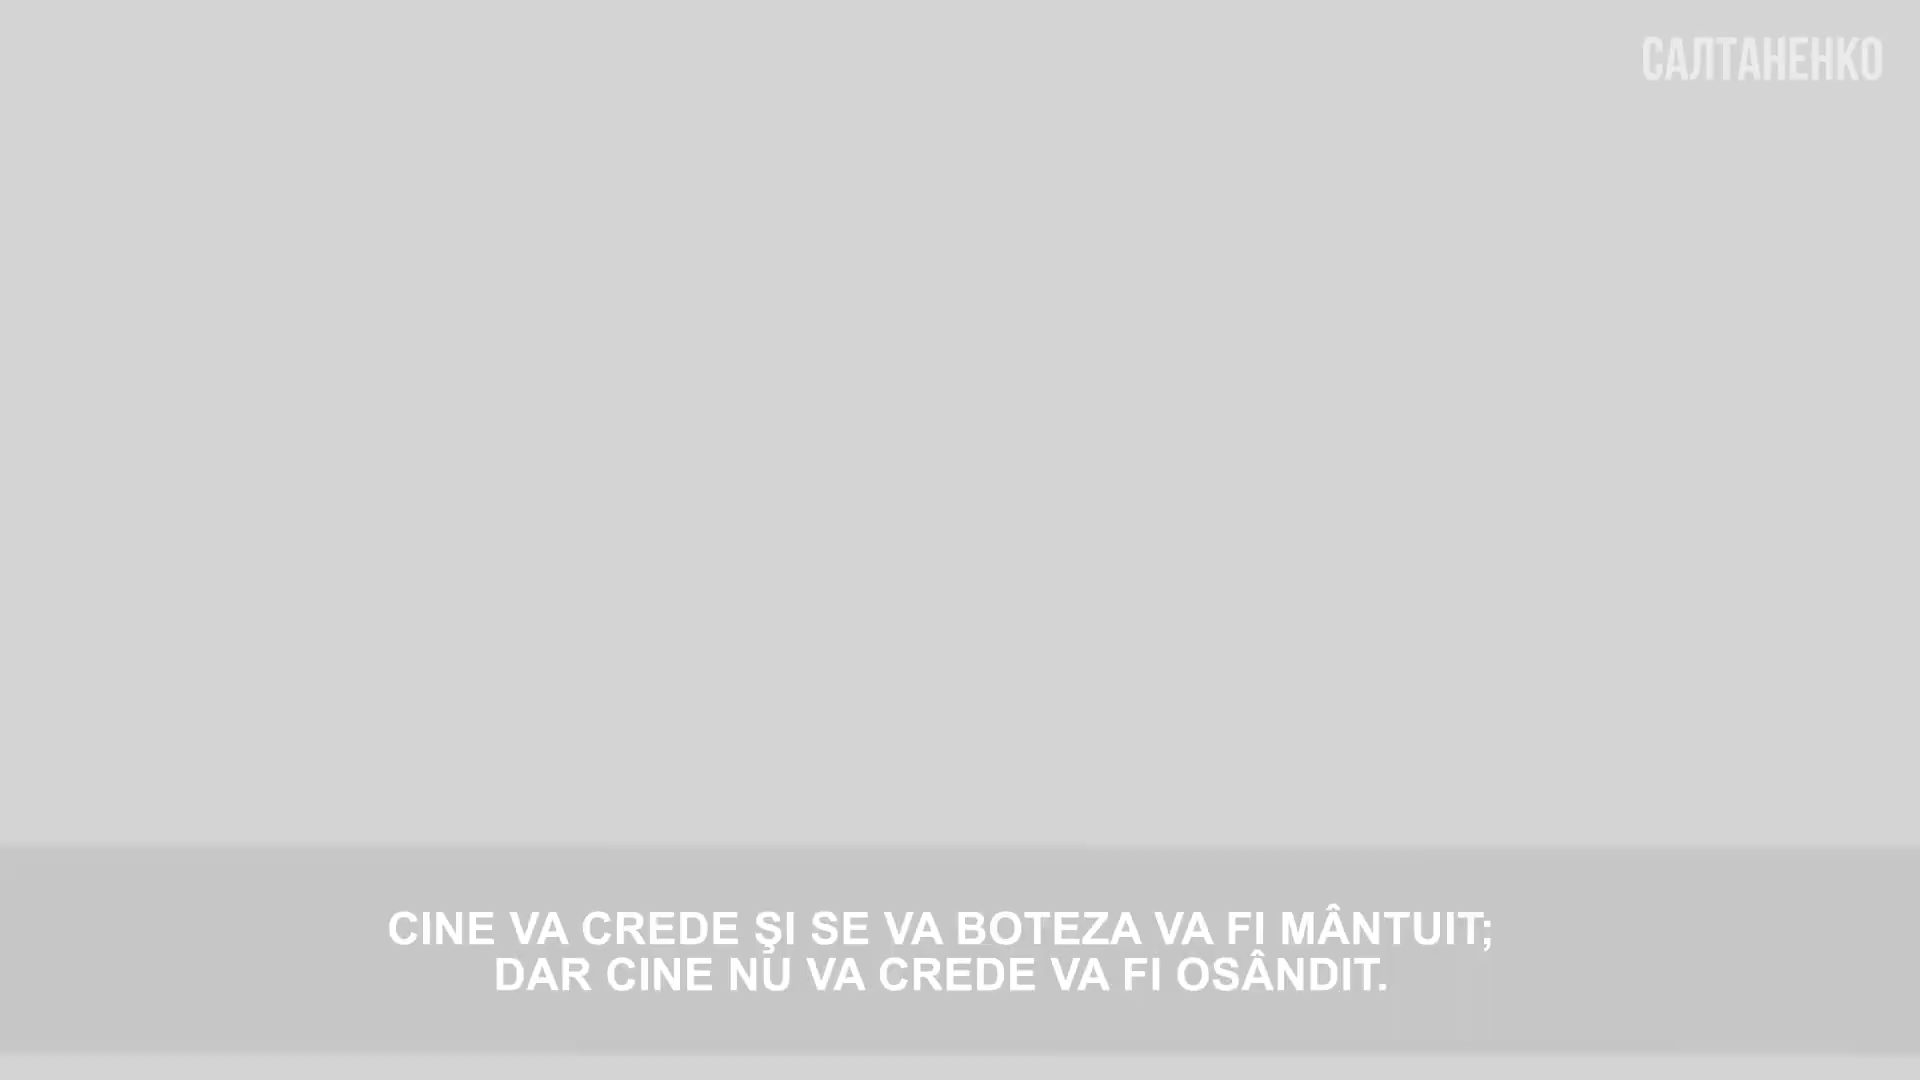 САЛТАНЕНКО
CINE VA CREDE ŞI SE VA BOTEZA VA FI MÂNTUIT;
DAR CINE NU VA CREDE VA FI OSÂNDIT.